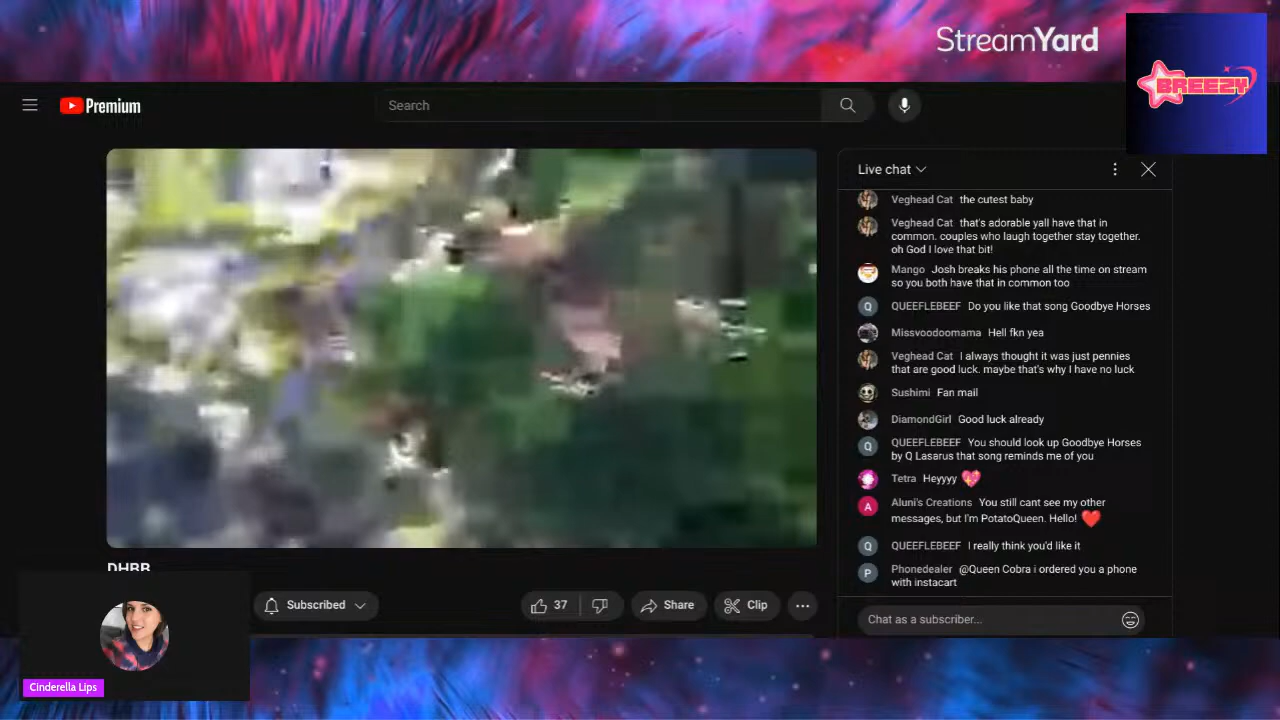 StreamYard
BREEZY
Premium
Search
Live chat
Veghead Cat the cutest baby
Veghead Cat that's adorable yall have that in
common. couples who laugh together stay together.
oh God I love that bit!
Mango Josh breaks his phone all the time on stream
so you both have that in common too
Q QUEEFLEBEEF Do you like that song Goodbye Horses
Missvoodoomama Hell fkn yea
Veghead Cat I always thought it was just pennies
that are good luck. maybe that's why I have no luck
Sushimi Fan mail
DiamondGirl Good luck already
Q QUEEFLEBEEF You should look up Goodbye Horses
by Q Lasarus that song reminds me of you
Tetra Heyyyy 💖
A Aluni's Creations You still cant see my other
messages, but I'm PotatoQueen. Hello! ❤️
Q QUEEFLEBEEF I really think you'd like it
P Phonedealer @Queen Cobra i ordered you a phone
with instacart
Chat as a subscriber...
DHBB
Subscribed
37
Share
Clip
Cinderella Lips